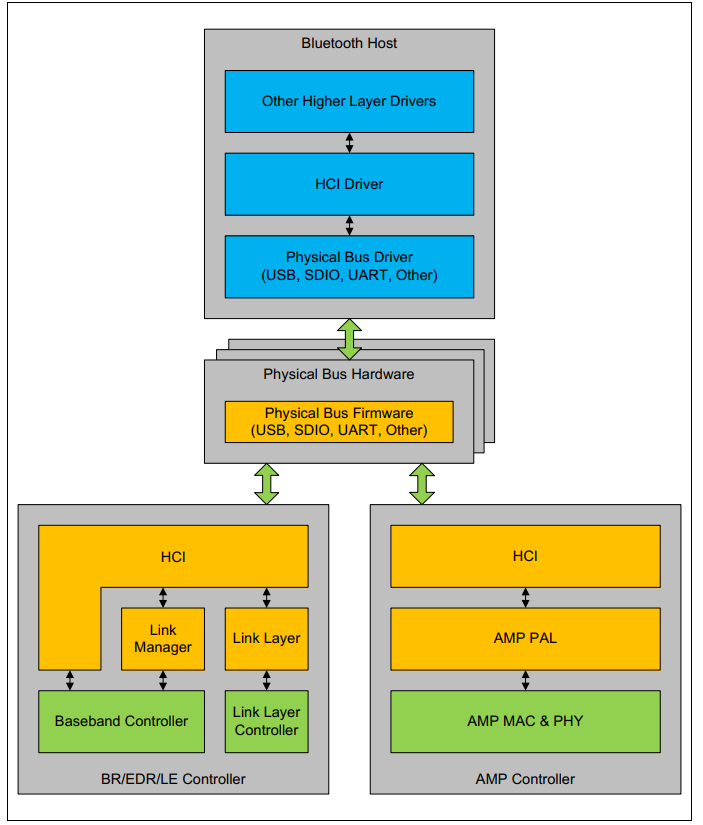 Bluetooth Host
Other Higher Layer Drivers
HCI Driver
Physical Bus Driver
(USB, SDIO, UART, Other)
Physical Bus Hardware
Physical Bus Firmware
(USB, SDIO, UART, Other)
HCI
Link
Manager
Link Layer
Baseband Controller
Link Layer
Controller
BR/EDR/LE Controller
HCI
AMP PAL
AMP MAC & PHY
AMP Controller